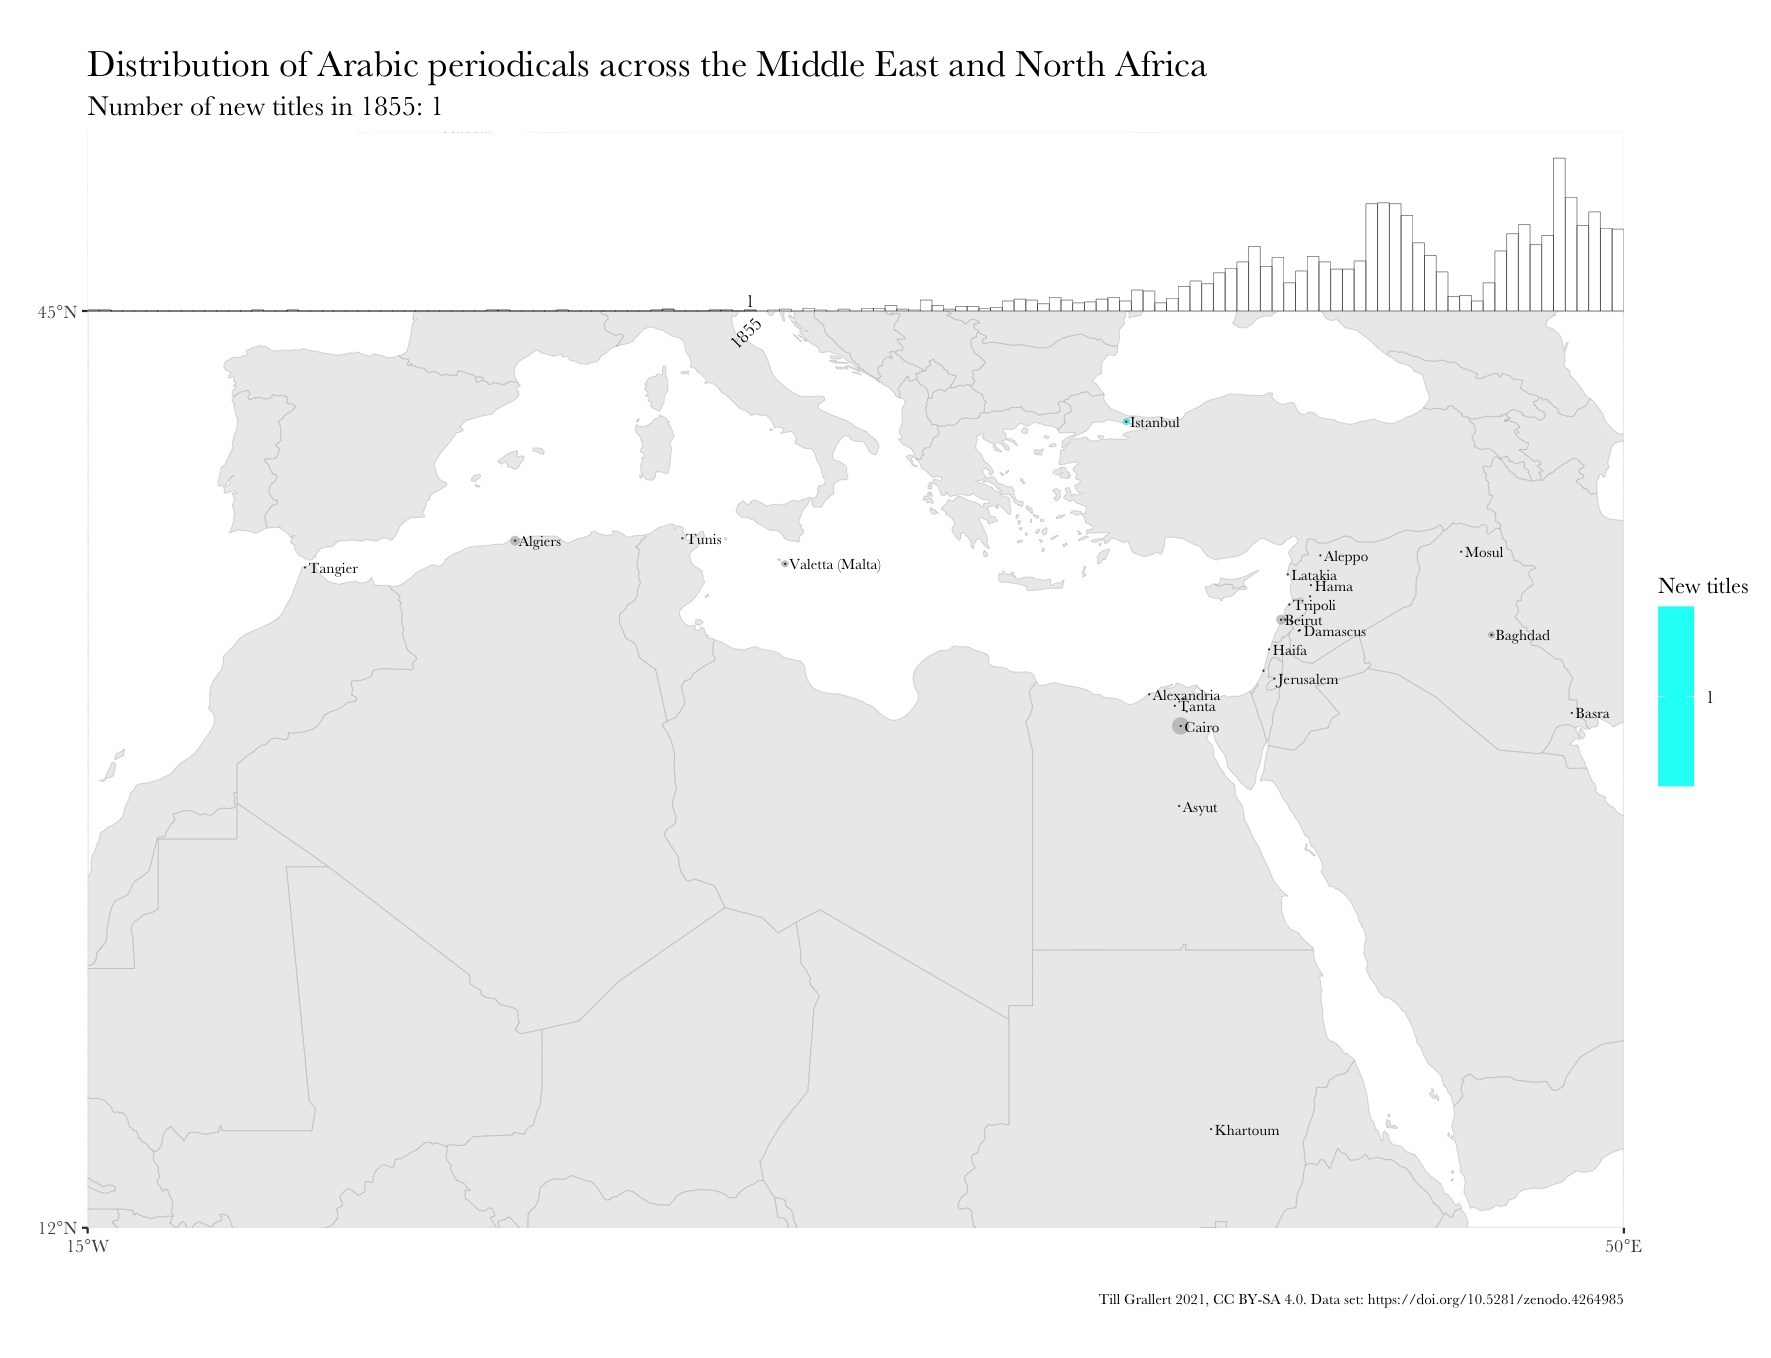 Distribution of Arabic periodicals across the Middle East and North Africa
Number of new titles in 1855: 1
45°N
1
1855
Istanbul
Algiers
Tunis
Tangier
Valetta (Malta)
Aleppo
Mosul
Latakia
Hama
Tripoli
Beirut
Damascus
Baghdad
Haifa
Jerusalem
Alexandria
Tanta
Basra
Cairo
Asyut
Khartoum
New titles
1
12°N
15°W
50°E
Till Grallert 2021, CC BY-SA 4.0. Data set: https://doi.org/10.5281/zenodo.4264985